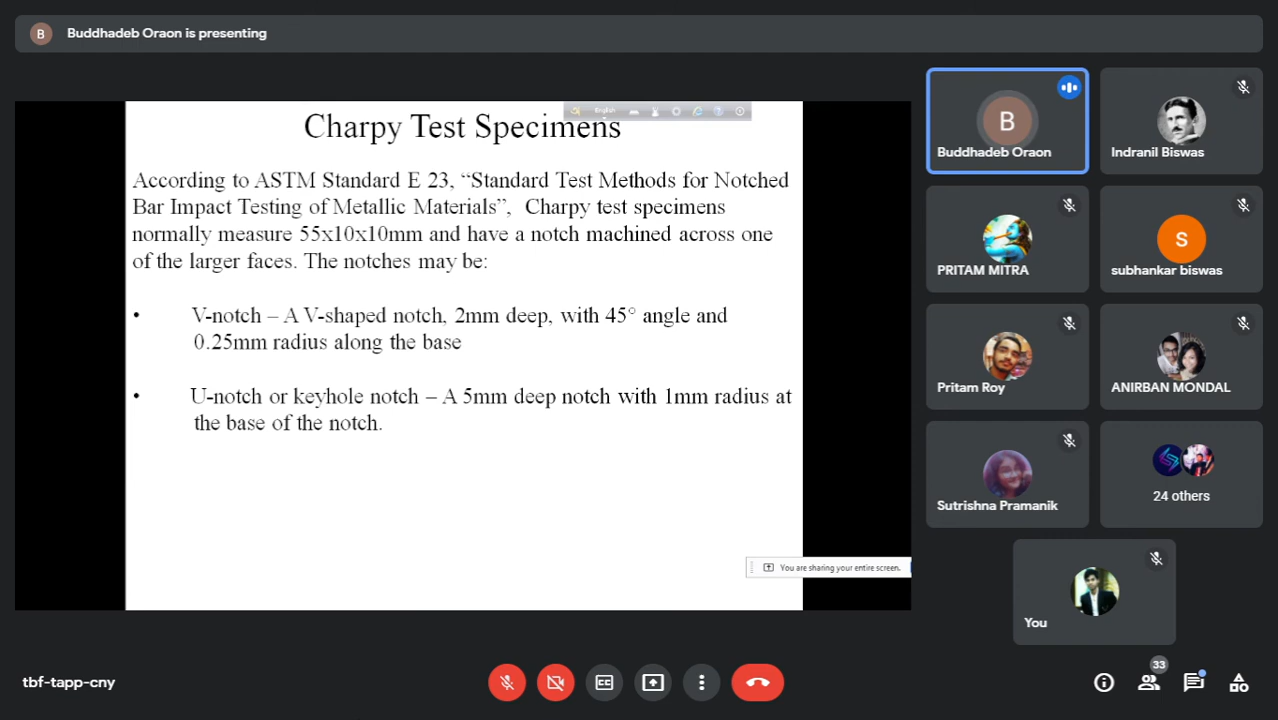 B
Buddhadeb Oraon is presenting
English
Charpy Test Specimens
According to ASTM Standard E 23, “Standard Test Methods for Notched
Bar Impact Testing of Metallic Materials”, Charpy test specimens
normally measure 55x10x10mm and have a notch machined across one
of the larger faces. The notches may be:
• V-notch – A V-shaped notch, 2mm deep, with 45° angle and
0.25mm radius along the base
• U-notch or keyhole notch – A 5mm deep notch with 1mm radius at
the base of the notch.
You are sharing your entire screen.
B
Buddhadeb Oraon
Indranil Biswas
PRITAM MITRA
S
subhankar biswas
Pritam Roy
ANIRBAN MONDAL
Sutrishna Pramanik
24 others
You
tbf-tapp-cny
CC
33